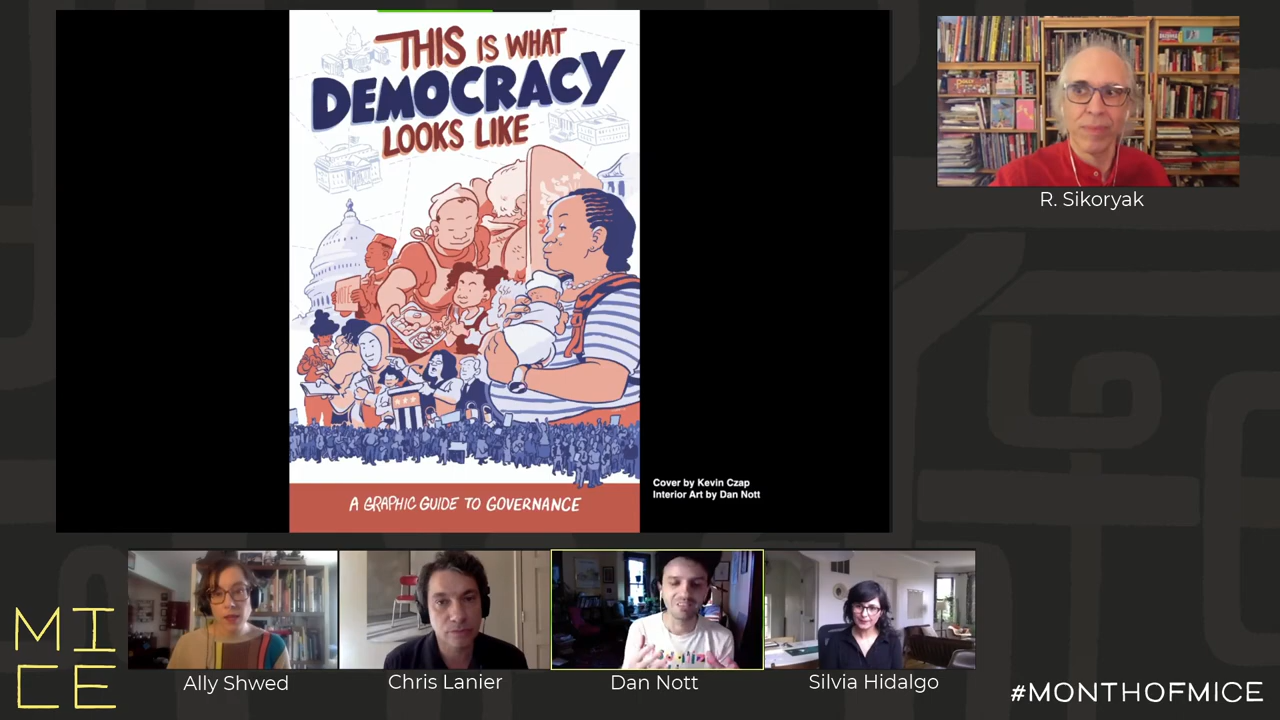 THIS IS WHAT
DEMOCRACY
LOOKS LIKE
VOTE
A GRAPHIC GUIDE TO GOVERNANCE
Cover by Kevin Czap
Interior Art by Dan Nott
R. Sikoryak
MI
CE
Ally Shwed
Chris Lanier
Dan Nott
Silvia Hidalgo
#MONTHOFMICE